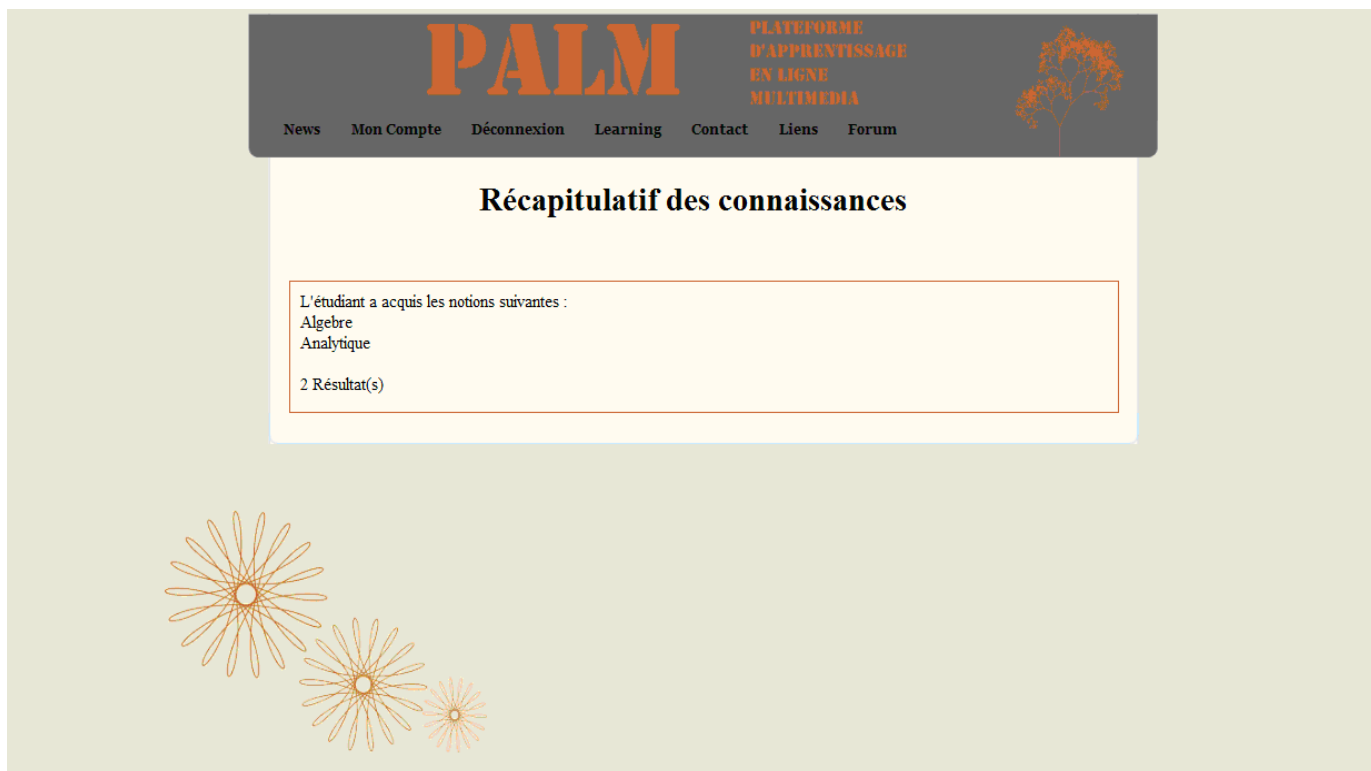 PALM
PLATEFORME
D'APPRENTISSAGE
EN LIGNE
MULTIMEDIA
News Mon Compte Déconnexion Learning Contact Liens Forum
Récapitulatif des connaissances
L'étudiant a acquis les notions suivantes :
Algebre
Analytique
2 Résultat(s)